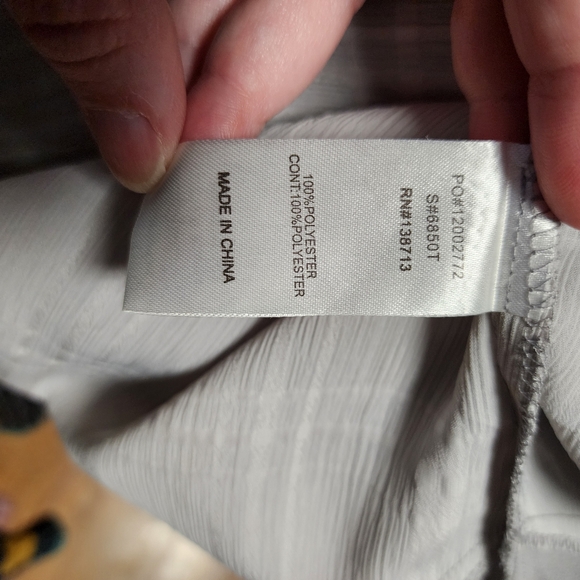 PO#12002772
S#6850T
RN#138713
100%POLYESTER
CONT:100%POLYESTER
MADE IN CHINA